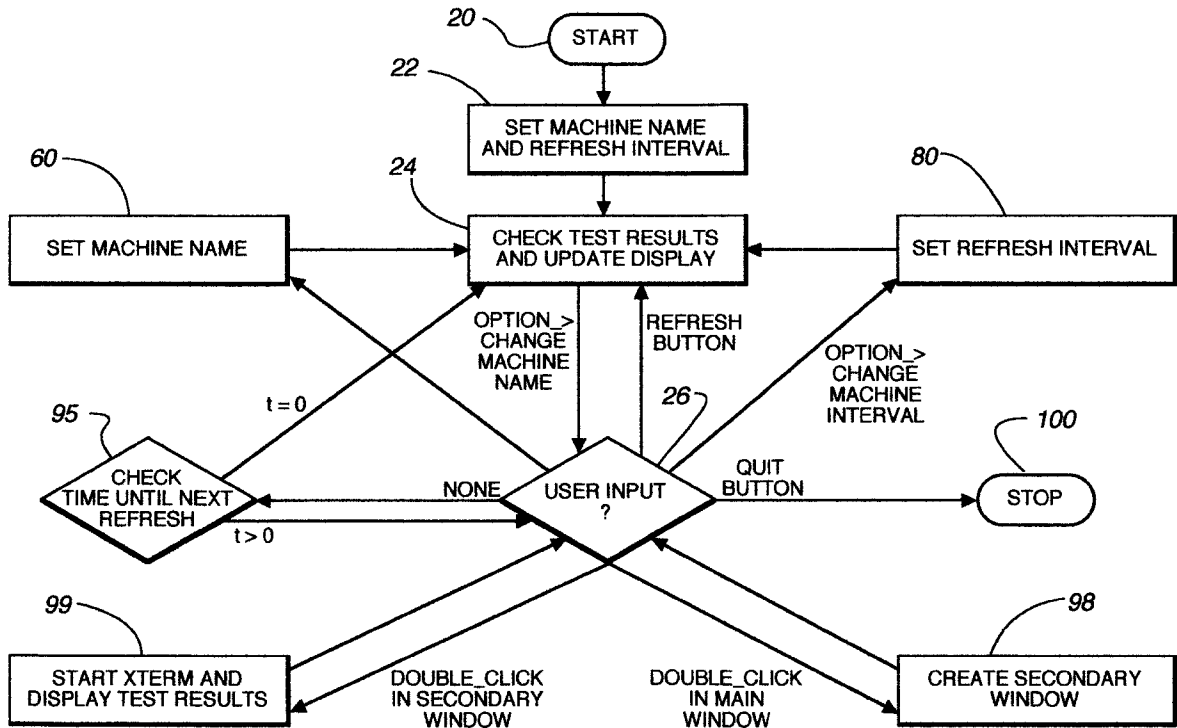 20
START
22
SET MACHINE NAME
AND REFRESH INTERVAL
60
24
80
SET MACHINE NAME
CHECK TEST RESULTS
AND UPDATE DISPLAY
SET REFRESH INTERVAL
OPTION_>
CHANGE
MACHINE
NAME
REFRESH
BUTTON
OPTION_>
CHANGE
MACHINE
INTERVAL
t = 0
95
26
100
CHECK
TIME UNTIL NEXT
REFRESH
NONE
USER INPUT
?
QUIT
BUTTON
STOP
t > 0
99
98
START XTERM AND
DISPLAY TEST RESULTS
DOUBLE_CLICK
IN SECONDARY
WINDOW
DOUBLE_CLICK
IN MAIN
WINDOW
CREATE SECONDARY
WINDOW